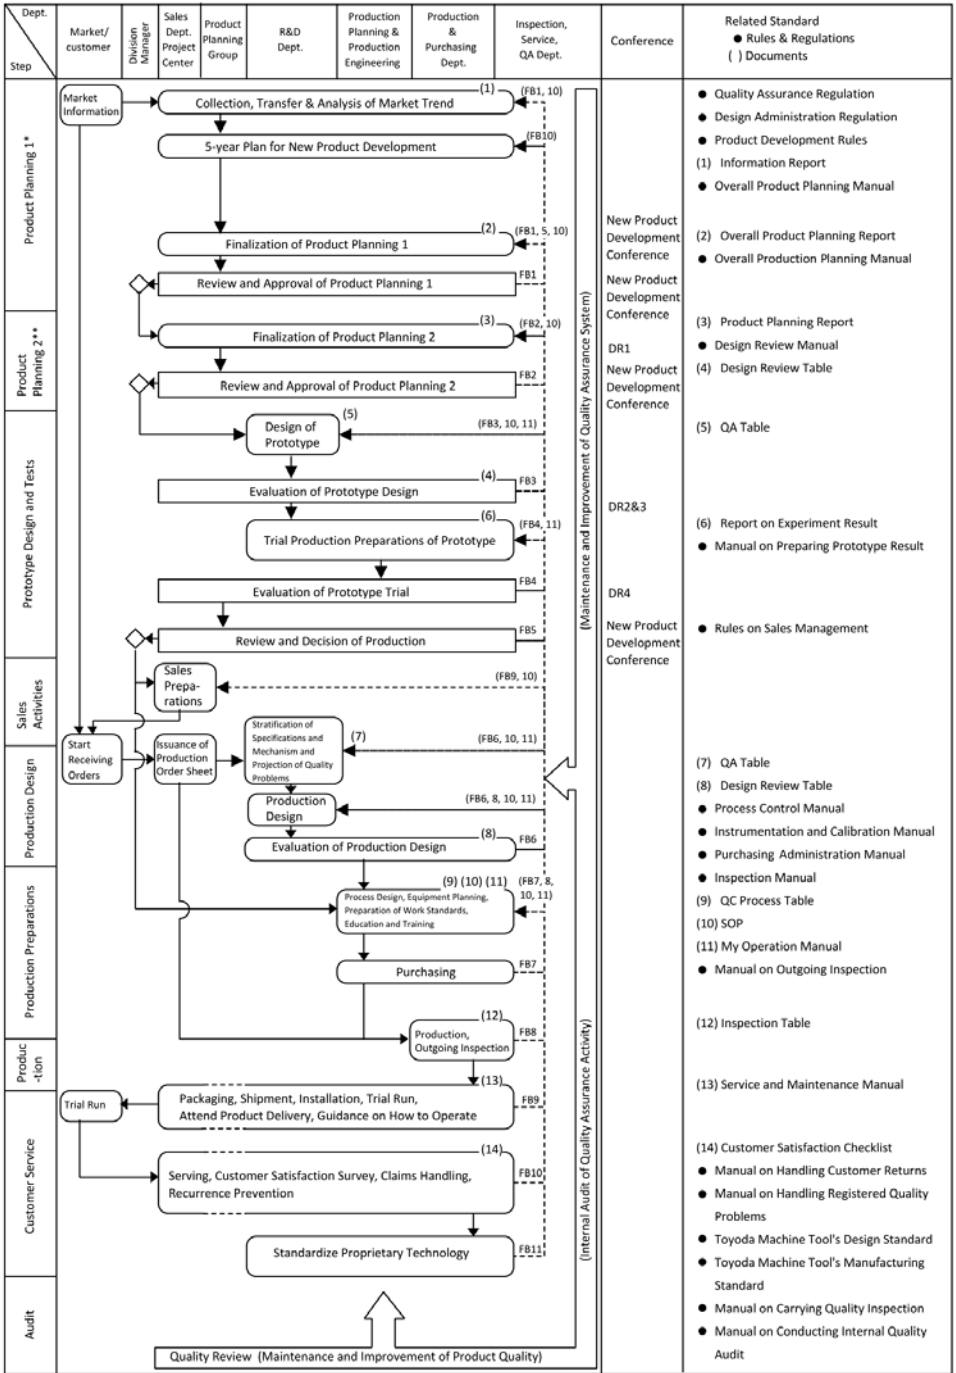 Dept.
Step
Market/
customer
Division
Manager
Sales
Dept.
Project
Center
Product
Planning
Group
R&D
Dept.
Production
Planning &
Production
Engineering
Production
&
Purchasing
Dept.
Inspection,
Service,
QA Dept.
Conference
Related Standard
● Rules & Regulations
( ) Documents
Product Planning 1*
Market
Information
(1)
Collection, Transfer & Analysis of Market Trend
(FB1, 10)
5-year Plan for New Product Development
(FB10)
(2)
Finalization of Product Planning 1
(FB1, 5, 10)
Review and Approval of Product Planning 1
FB1
New Product
Development
Conference
New Product
Development
Conference
● Quality Assurance Regulation
● Design Administration Regulation
● Product Development Rules
(1) Information Report
● Overall Product Planning Manual
(2) Overall Product Planning Report
● Overall Production Planning Manual
Product
Planning 2**
(3)
Finalization of Product Planning 2
(FB2, 10)
Review and Approval of Product Planning 2
FB2
DR1
New Product
Development
Conference
(3) Product Planning Report
● Design Review Manual
(4) Design Review Table
Prototype Design and Tests
Design of
Prototype
(5)
(FB3, 10, 11)
(4)
Evaluation of Prototype Design
FB3
(6)
Trial Production Preparations of Prototype
(FB4, 11)
Evaluation of Prototype Trial
FB4
Review and Decision of Production
FB5
DR2&3
DR4
New Product
Development
Conference
(5) QA Table
(6) Report on Experiment Result
● Manual on Preparing Prototype Result
● Rules on Sales Management
Sales
Activities
Sales
Prepa-
rations
(FB9, 10)
Production Design
Start
Receiving
Orders
Issuance of
Production
Order Sheet
Stratification of
Specifications and
Mechanism and
Projection of Quality
Problems
(7)
(FB6, 10, 11)
Production
Design
(FB6, 8, 10, 11)
(8)
Evaluation of Production Design
FB6
(7) QA Table
(8) Design Review Table
● Process Control Manual
● Instrumentation and Calibration Manual
● Purchasing Administration Manual
● Inspection Manual
Production Preparations
(9) (10) (11)
Process Design, Equipment Planning,
Preparation of Work Standards,
Education and Training
(FB7, 8,
10, 11)
Purchasing
FB7
(9) QC Process Table
(10) SOP
(11) My Operation Manual
● Manual on Outgoing Inspection
(12)
Production,
Outgoing Inspection
FB8
(12) Inspection Table
Produc
-tion
Customer Service
Trial Run
(13)
Packaging, Shipment, Installation, Trial Run,
Attend Product Delivery, Guidance on How to Operate
FB9
(13) Service and Maintenance Manual
(14)
Serving, Customer Satisfaction Survey, Claims Handling,
Recurrence Prevention
FB10
Standardize Proprietary Technology
FB11
(14) Customer Satisfaction Checklist
● Manual on Handling Customer Returns
● Manual on Handling Registered Quality
Problems
● Toyoda Machine Tool's Design Standard
● Toyoda Machine Tool's Manufacturing
Standard
● Manual on Carrying Quality Inspection
● Manual on Conducting Internal Quality
Audit
Audit
Quality Review (Maintenance and Improvement of Product Quality)
(Maintenance and Improvement of Quality Assurance System)
(Internal Audit of Quality Assurance Activity)